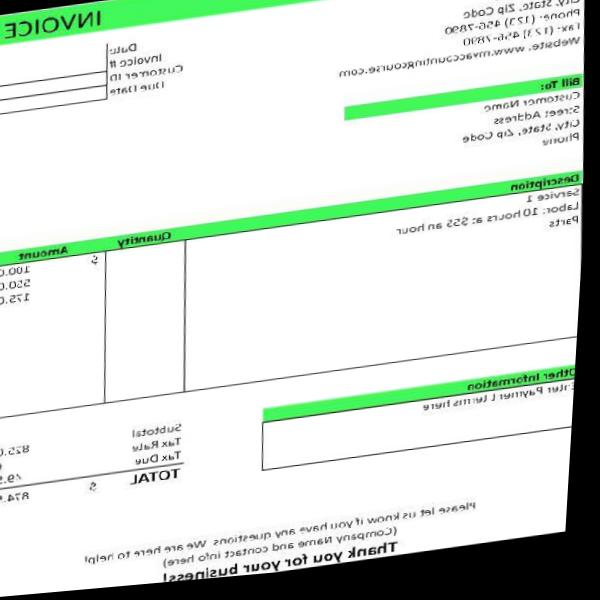 INVOICE
City, State, Zip Code
Phone: (123) 456-7890
Fax: (123) 456-7890
Website, www.myaccountingcourse.com
Date:
Invoice #
Customer ID
Due Date
Bill To:
Customer Name
Street Address
City, State, Zip Code
Phone
Description Quantity Amount
Service 1 $ 100.0
Labor: 10 hours at $55 an hour 550.0
Parts 175.0
Other Information
Enter Payment terms here
Subtotal 825.0
Tax Rate
Tax Due
TOTAL $ 874.
Please let us know if you have any questions. We are here to help!
(Company Name and contact info here)
Thank you for your business!